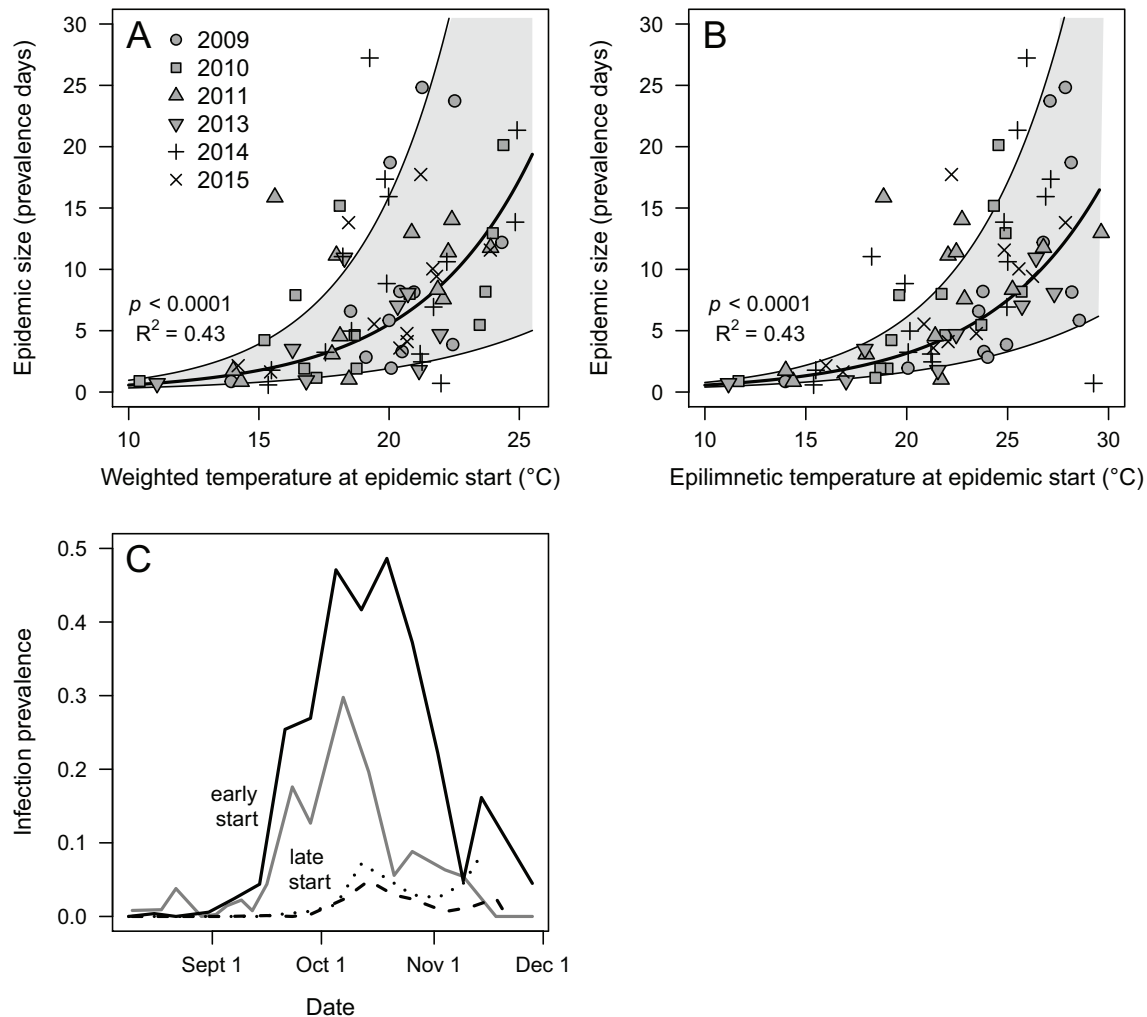 A
2009
2010
2011
2013
2014
2015
p < 0.0001
R² = 0.43
30
25
20
15
10
5
0
Epidemic size (prevalence days)
10 15 20 25
Weighted temperature at epidemic start (°C)
B
p < 0.0001
R² = 0.43
30
25
20
15
10
5
0
Epidemic size (prevalence days)
10 15 20 25 30
Epilimnetic temperature at epidemic start (°C)
C
0.5
0.4
0.3
0.2
0.1
0.0
Infection prevalence
early
start
late
start
Sept 1 Oct 1 Nov 1 Dec 1
Date